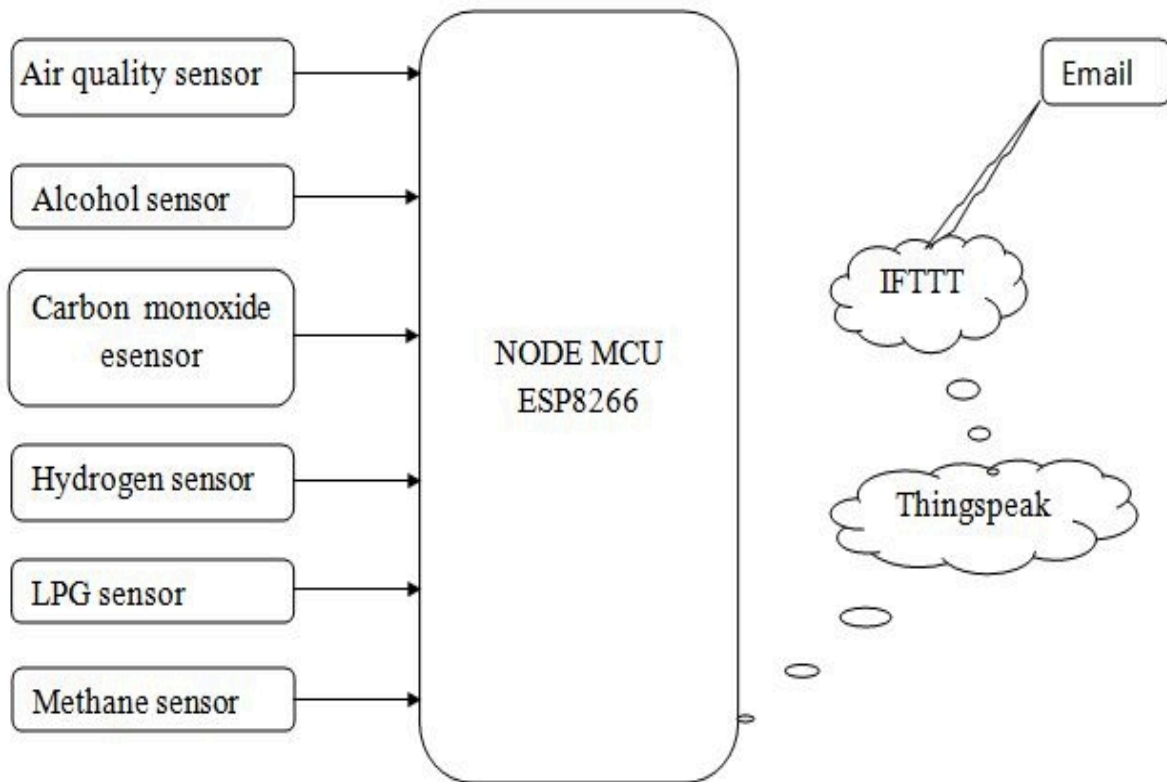 Air quality sensor
Alcohol sensor
Carbon monoxide
esensor
Hydrogen sensor
LPG sensor
Methane sensor
NODE MCU
ESP8266
Email
IFTTT
Thingspeak